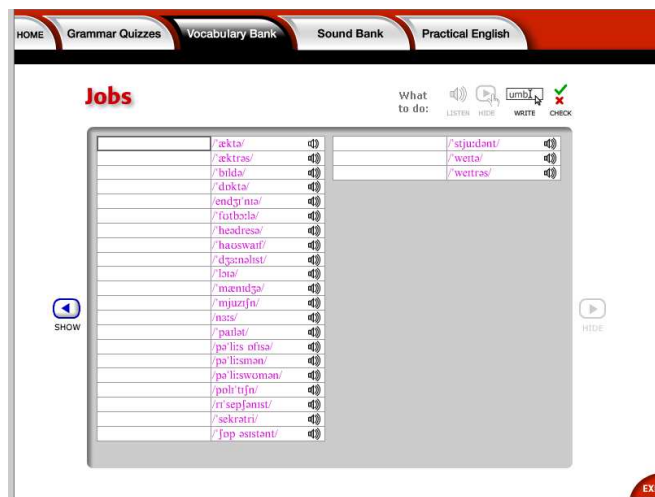 HOME Grammar Quizzes Vocabulary Bank Sound Bank Practical English
Jobs
What to do:
LISTEN HIDE umbI WRITE CHECK
/ˈæktə/
/ˈæktrəs/
/ˈbɪldə/
/ˈdɒktə/
/endʒɪˈnɪə/
/ˈfʊtbɔːlə/
/ˈheədresə/
/ˈhaʊswaɪf/
/ˈdʒɜːnəlɪst/
/ˈlɔɪə/
/ˈmænɪdʒə/
/ˈmjuzɪʃn/
/nɜːs/
/ˈpaɪlət/
/pəˈliːs ɒfɪsə/
/pəˈliːsmən/
/pəˈliːswʊmən/
/pɒlɪˈtɪʃn/
/rɪˈsepʃənɪst/
/ˈsekrətri/
/ˈʃɒp əsɪstənt/
/ˈstjuːdənt/
/ˈweɪtə/
/ˈweɪtrəs/
SHOW
HIDE